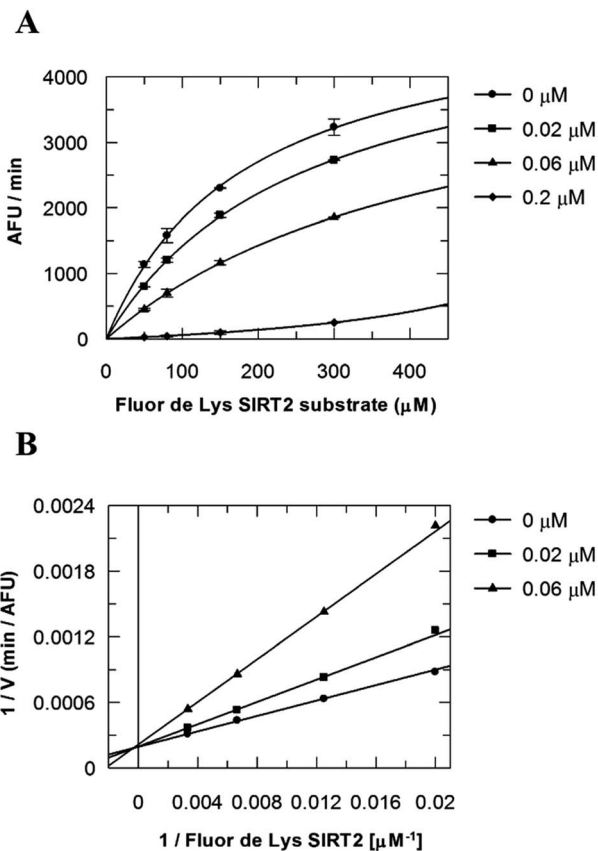 A
4000
3000
2000
1000
0
AFU / min
0 100 200 300 400
Fluor de Lys SIRT2 substrate (μM)
0 μM
0.02 μM
0.06 μM
0.2 μM
B
0.0024
0.0018
0.0012
0.0006
0
1 / V (min / AFU)
0 0.004 0.008 0.012 0.016 0.02
1 / Fluor de Lys SIRT2 [μM⁻¹]
0 μM
0.02 μM
0.06 μM